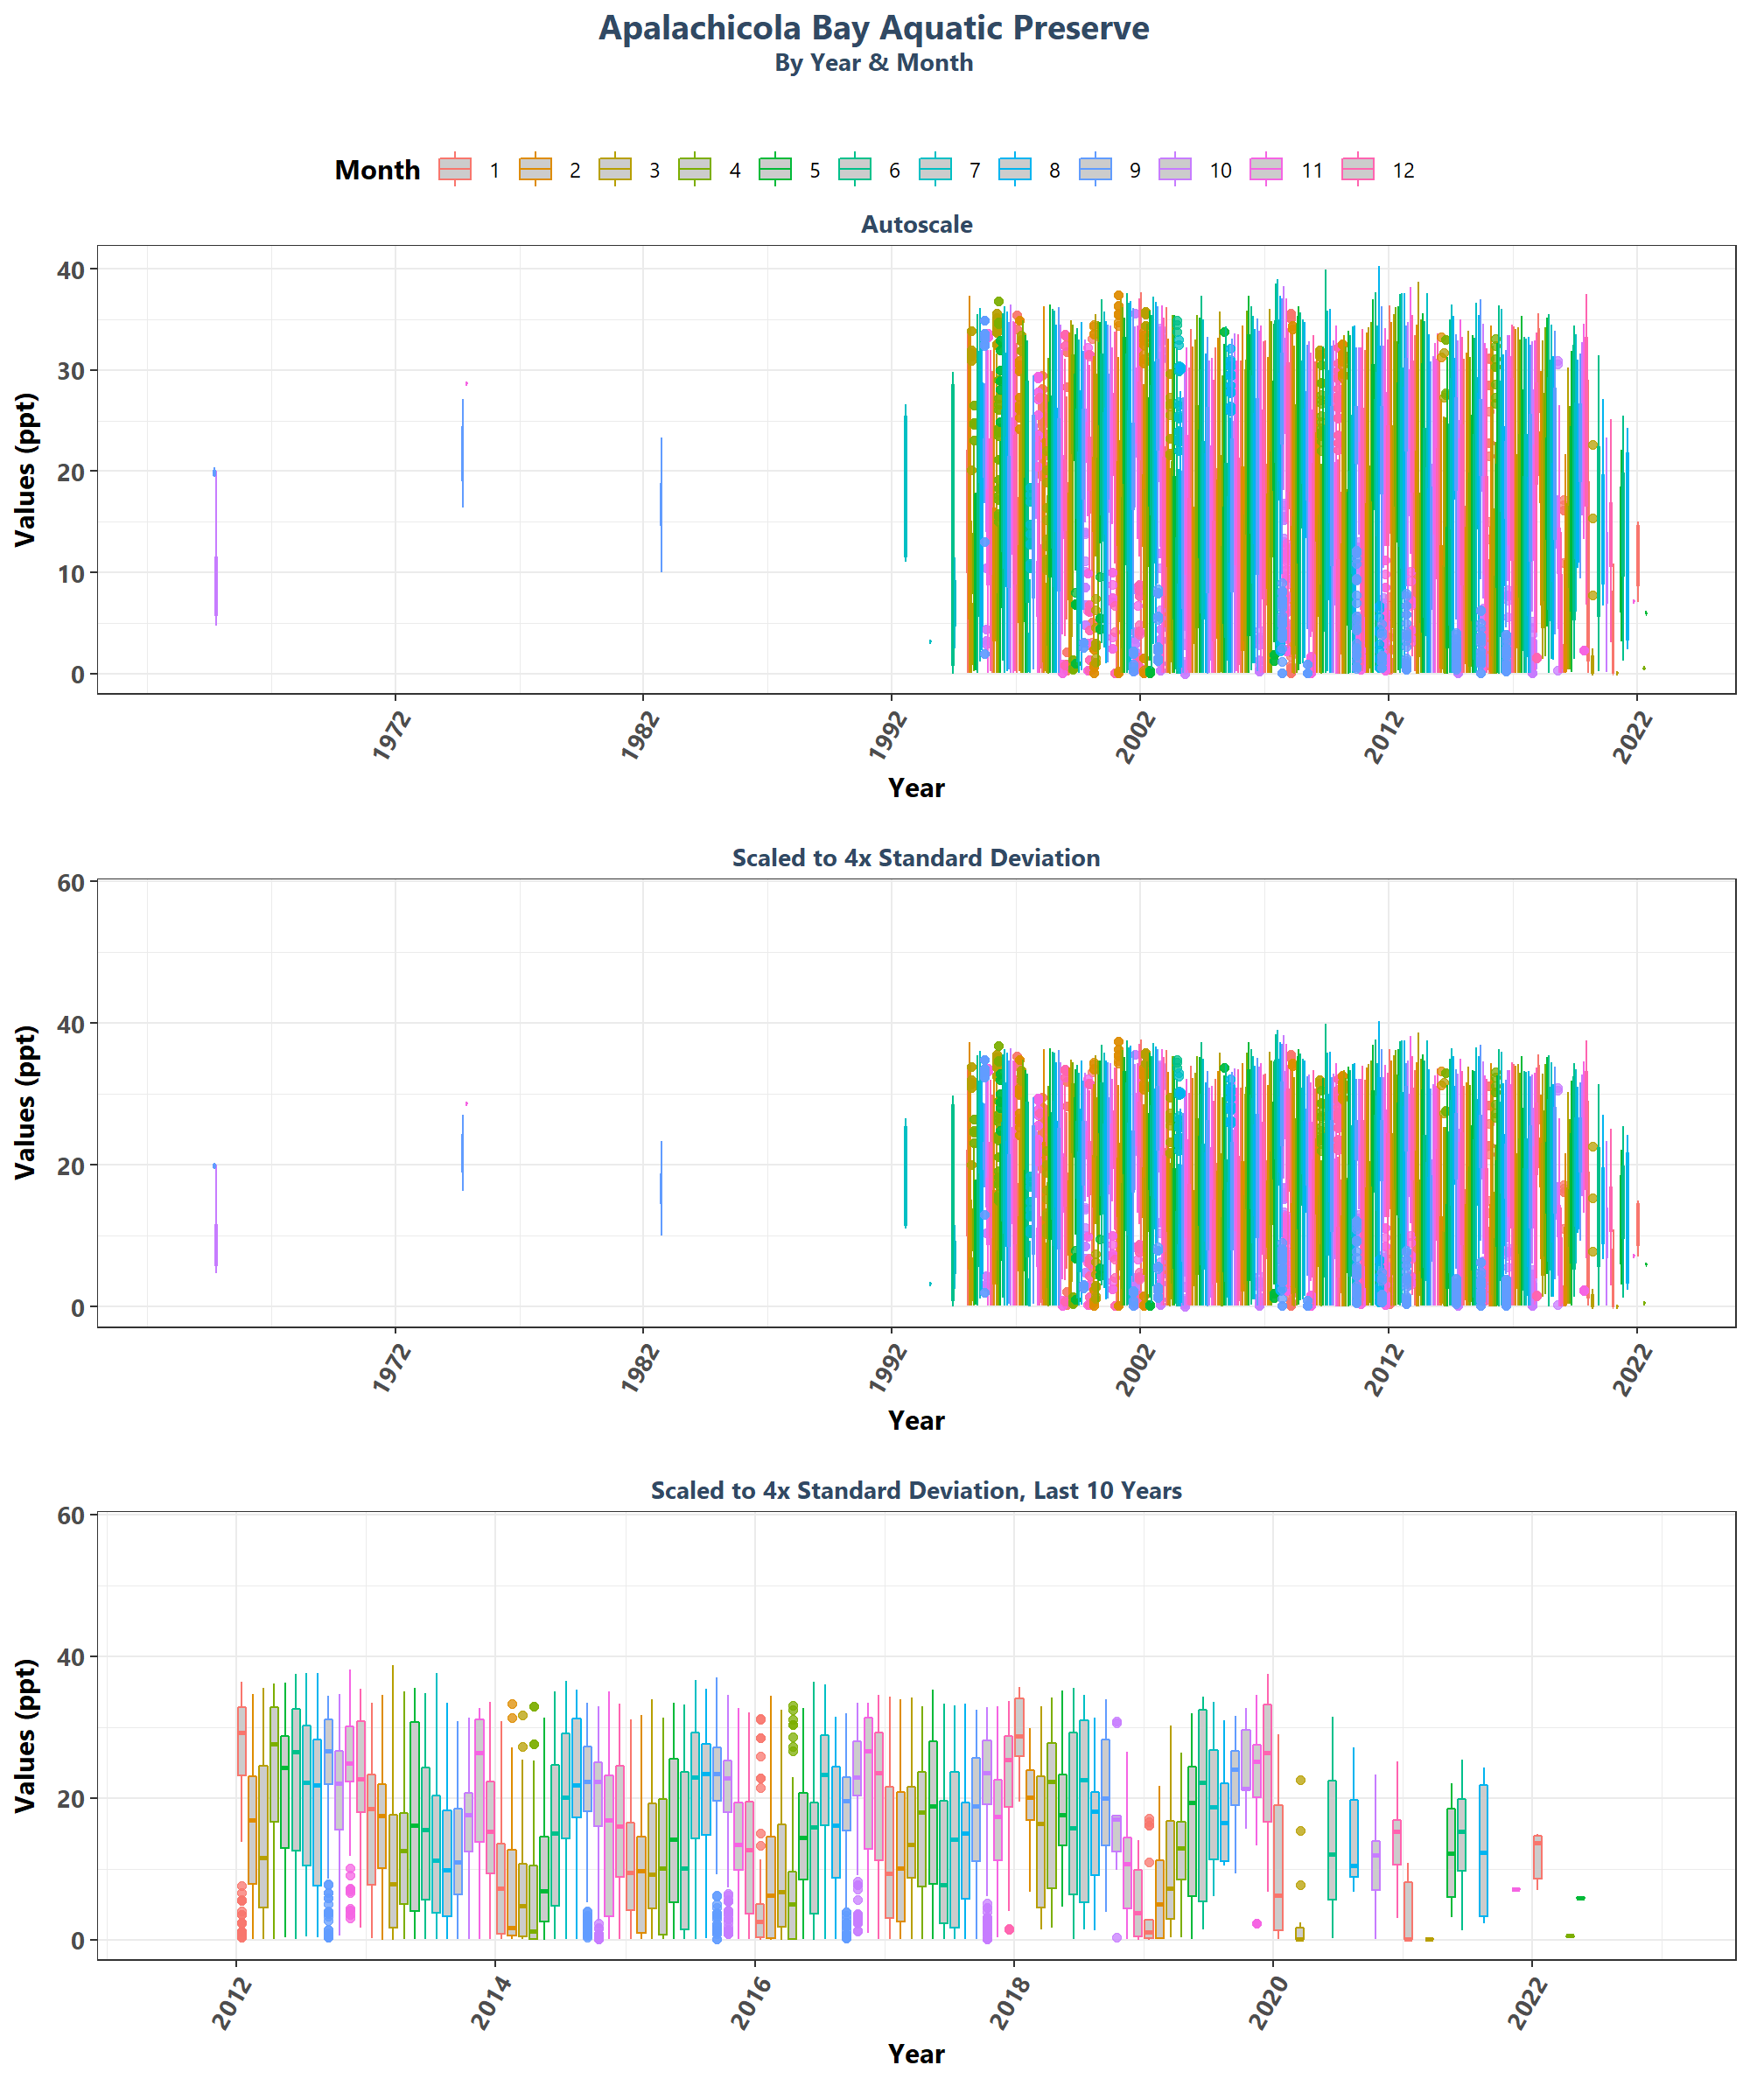 Apalachicola Bay Aquatic Preserve
By Year & Month
Month 1 2 3 4 5 6 7 8 9 10 11 12
Autoscale
Values (ppt)
40
30
20
10
0
1972 1982 1992 2002 2012 2022
Year
Scaled to 4x Standard Deviation
Values (ppt)
60
40
20
0
1972 1982 1992 2002 2012 2022
Year
Scaled to 4x Standard Deviation, Last 10 Years
Values (ppt)
60
40
20
0
2012 2014 2016 2018 2020 2022
Year